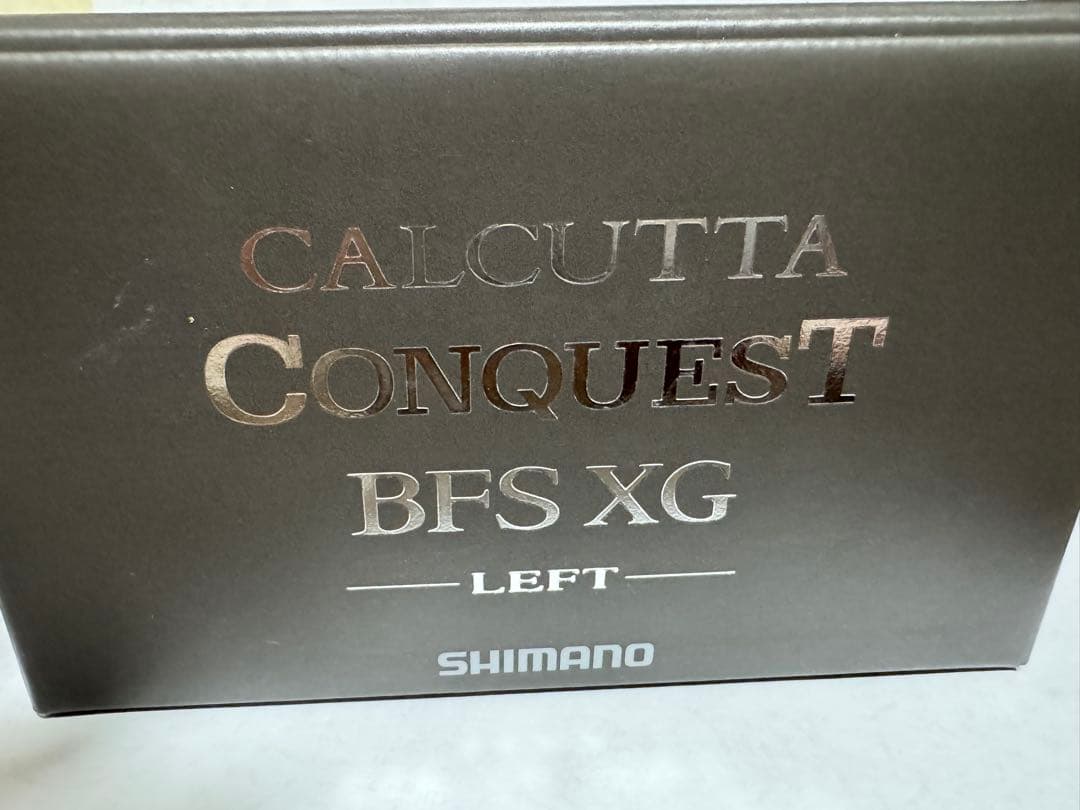 CALCUTTA
CONQUEST
BFS XG
LEFT
SHIMANO